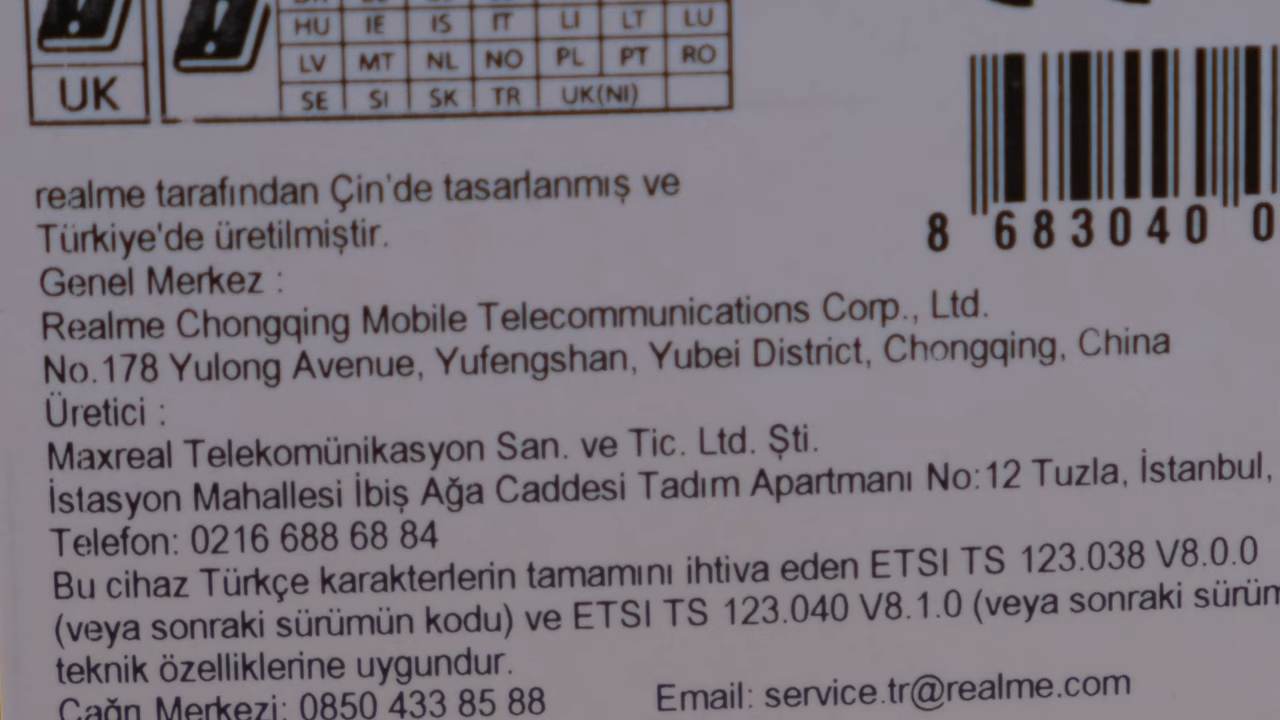 HU IE IS IT LI LT LU
LV MT NL NO PL PT RO
UK SE SI SK TR UK(NI)
8 683040 0
realme tarafından Çin'de tasarlanmış ve
Türkiye'de üretilmiştir.
Genel Merkez :
Realme Chongqing Mobile Telecommunications Corp., Ltd.
No.178 Yulong Avenue, Yufengshan, Yubei District, Chongqing, China
Üretici :
Maxreal Telekomünikasyon San. ve Tic. Ltd. Şti.
İstasyon Mahallesi İbiş Ağa Caddesi Tadım Apartmanı No:12 Tuzla, İstanbul,
Telefon: 0216 688 68 84
Bu cihaz Türkçe karakterlerin tamamını ihtiva eden ETSI TS 123.038 V8.0.0
(veya sonraki sürümün kodu) ve ETSI TS 123.040 V8.1.0 (veya sonraki
teknik özelliklerine uygundur.
Çağrı Merkezi: 0850 433 85 88 Email: service.tr@realme.com